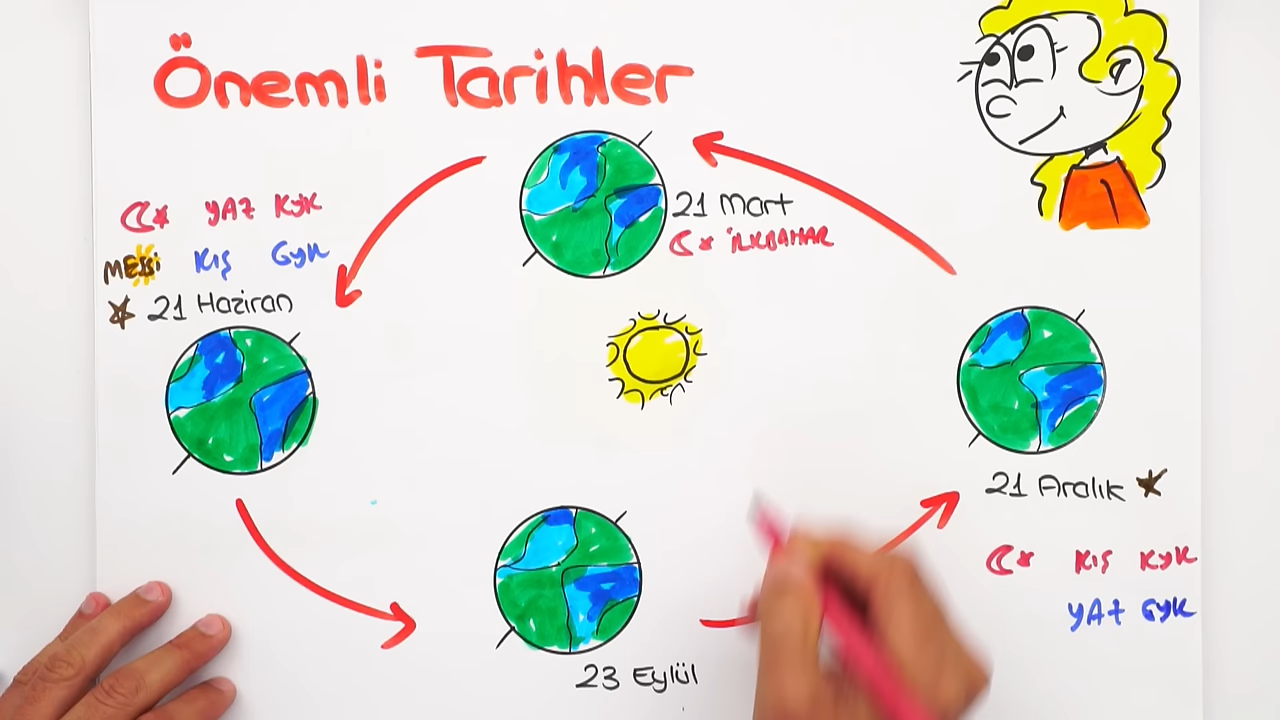 Önemli Tarihler
21 Mart
İLKBAHAR
YAZ KYK
MESSİ KIŞ GYK
21 Haziran
21 Aralık
KIŞ KYK
YAZ GYK
23 Eylül